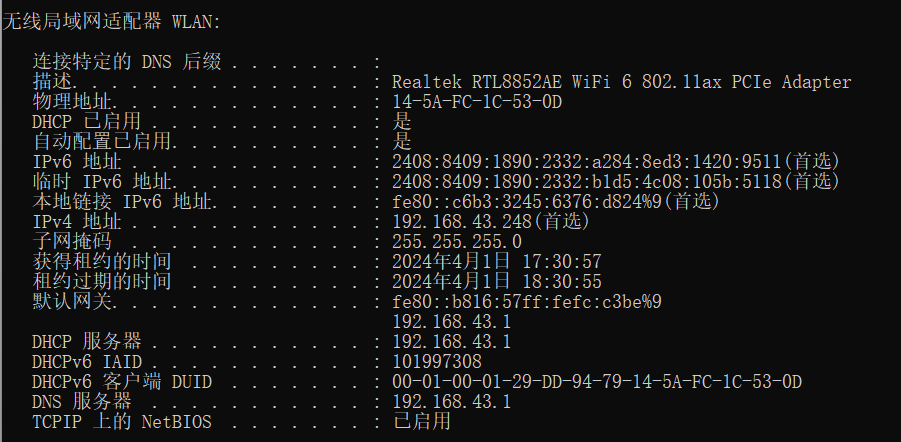 无线局域网适配器 WLAN:
连接特定的 DNS 后缀 . . . . . . . :
描述. . . . . . . . . . . . . . . : Realtek RTL8852AE WiFi 6 802.11ax PCIe Adapter
物理地址. . . . . . . . . . . . . : 14-5A-FC-1C-53-0D
DHCP 已启用 . . . . . . . . . . . : 是
自动配置已启用. . . . . . . . . . : 是
IPv6 地址 . . . . . . . . . . . . : 2408:8409:1890:2332:a284:8ed3:1420:9511(首选)
临时 IPv6 地址. . . . . . . . . . : 2408:8409:1890:2332:b1d5:4c08:105b:5118(首选)
本地链接 IPv6 地址. . . . . . . . : fe80::c6b3:3245:6376:d824%9(首选)
IPv4 地址 . . . . . . . . . . . . : 192.168.43.248(首选)
子网掩码  . . . . . . . . . . . . : 255.255.255.0
获得租约的时间  . . . . . . . . . : 2024年4月1日 17:30:57
租约过期的时间  . . . . . . . . . : 2024年4月1日 18:30:55
默认网关. . . . . . . . . . . . . : fe80::b816:57ff:fefc:c3be%9
192.168.43.1
DHCP 服务器 . . . . . . . . . . . : 192.168.43.1
DHCPv6 IAID . . . . . . . . . . . : 101997308
DHCPv6 客户端 DUID  . . . . . . . : 00-01-00-01-29-DD-94-79-14-5A-FC-1C-53-0D
DNS 服务器  . . . . . . . . . . . : 192.168.43.1
TCPIP 上的 NetBIOS  . . . . . . . : 已启用